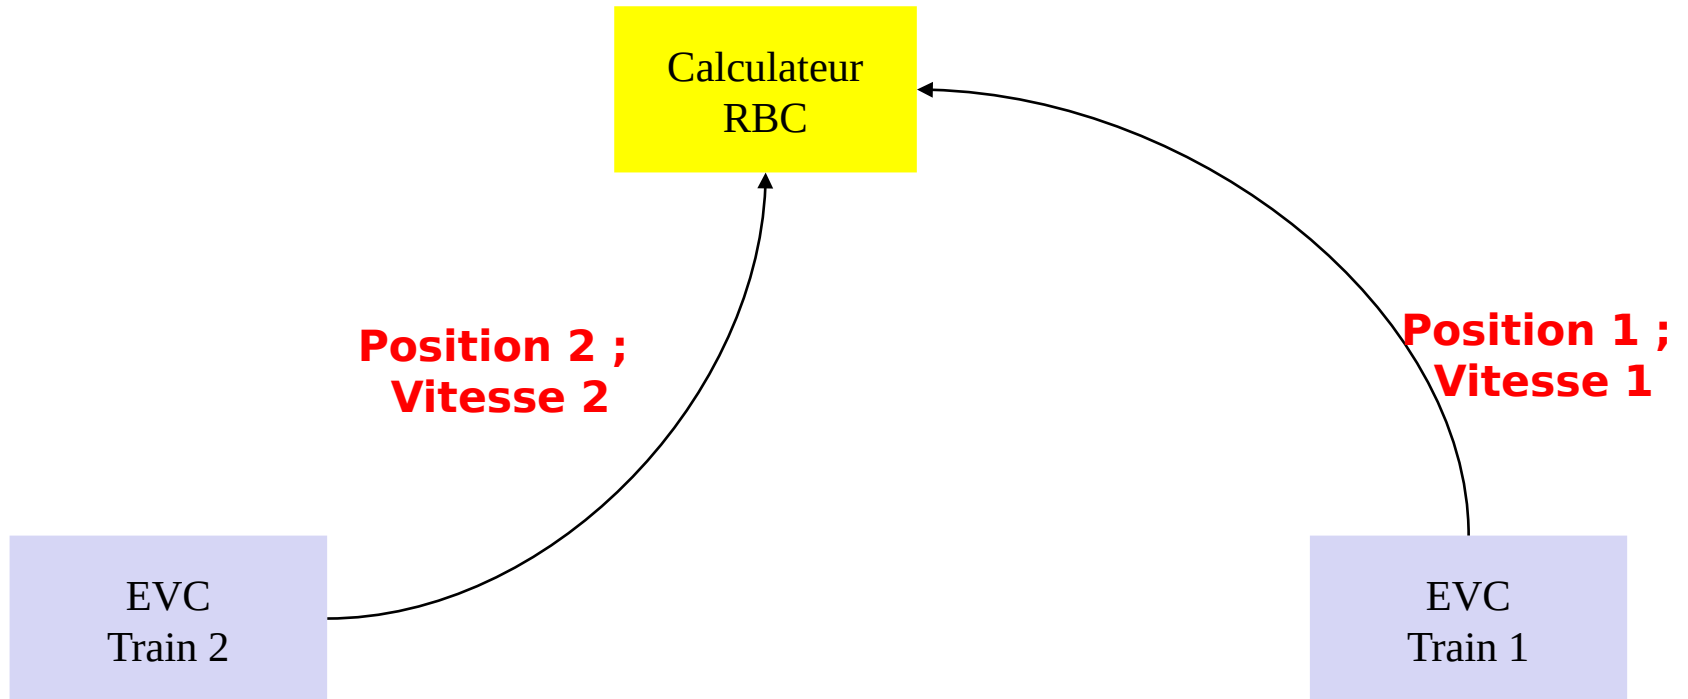 Calculateur
RBC
Position 2 ;
Vitesse 2
Position 1 ;
Vitesse 1
EVC
Train 2
EVC
Train 1